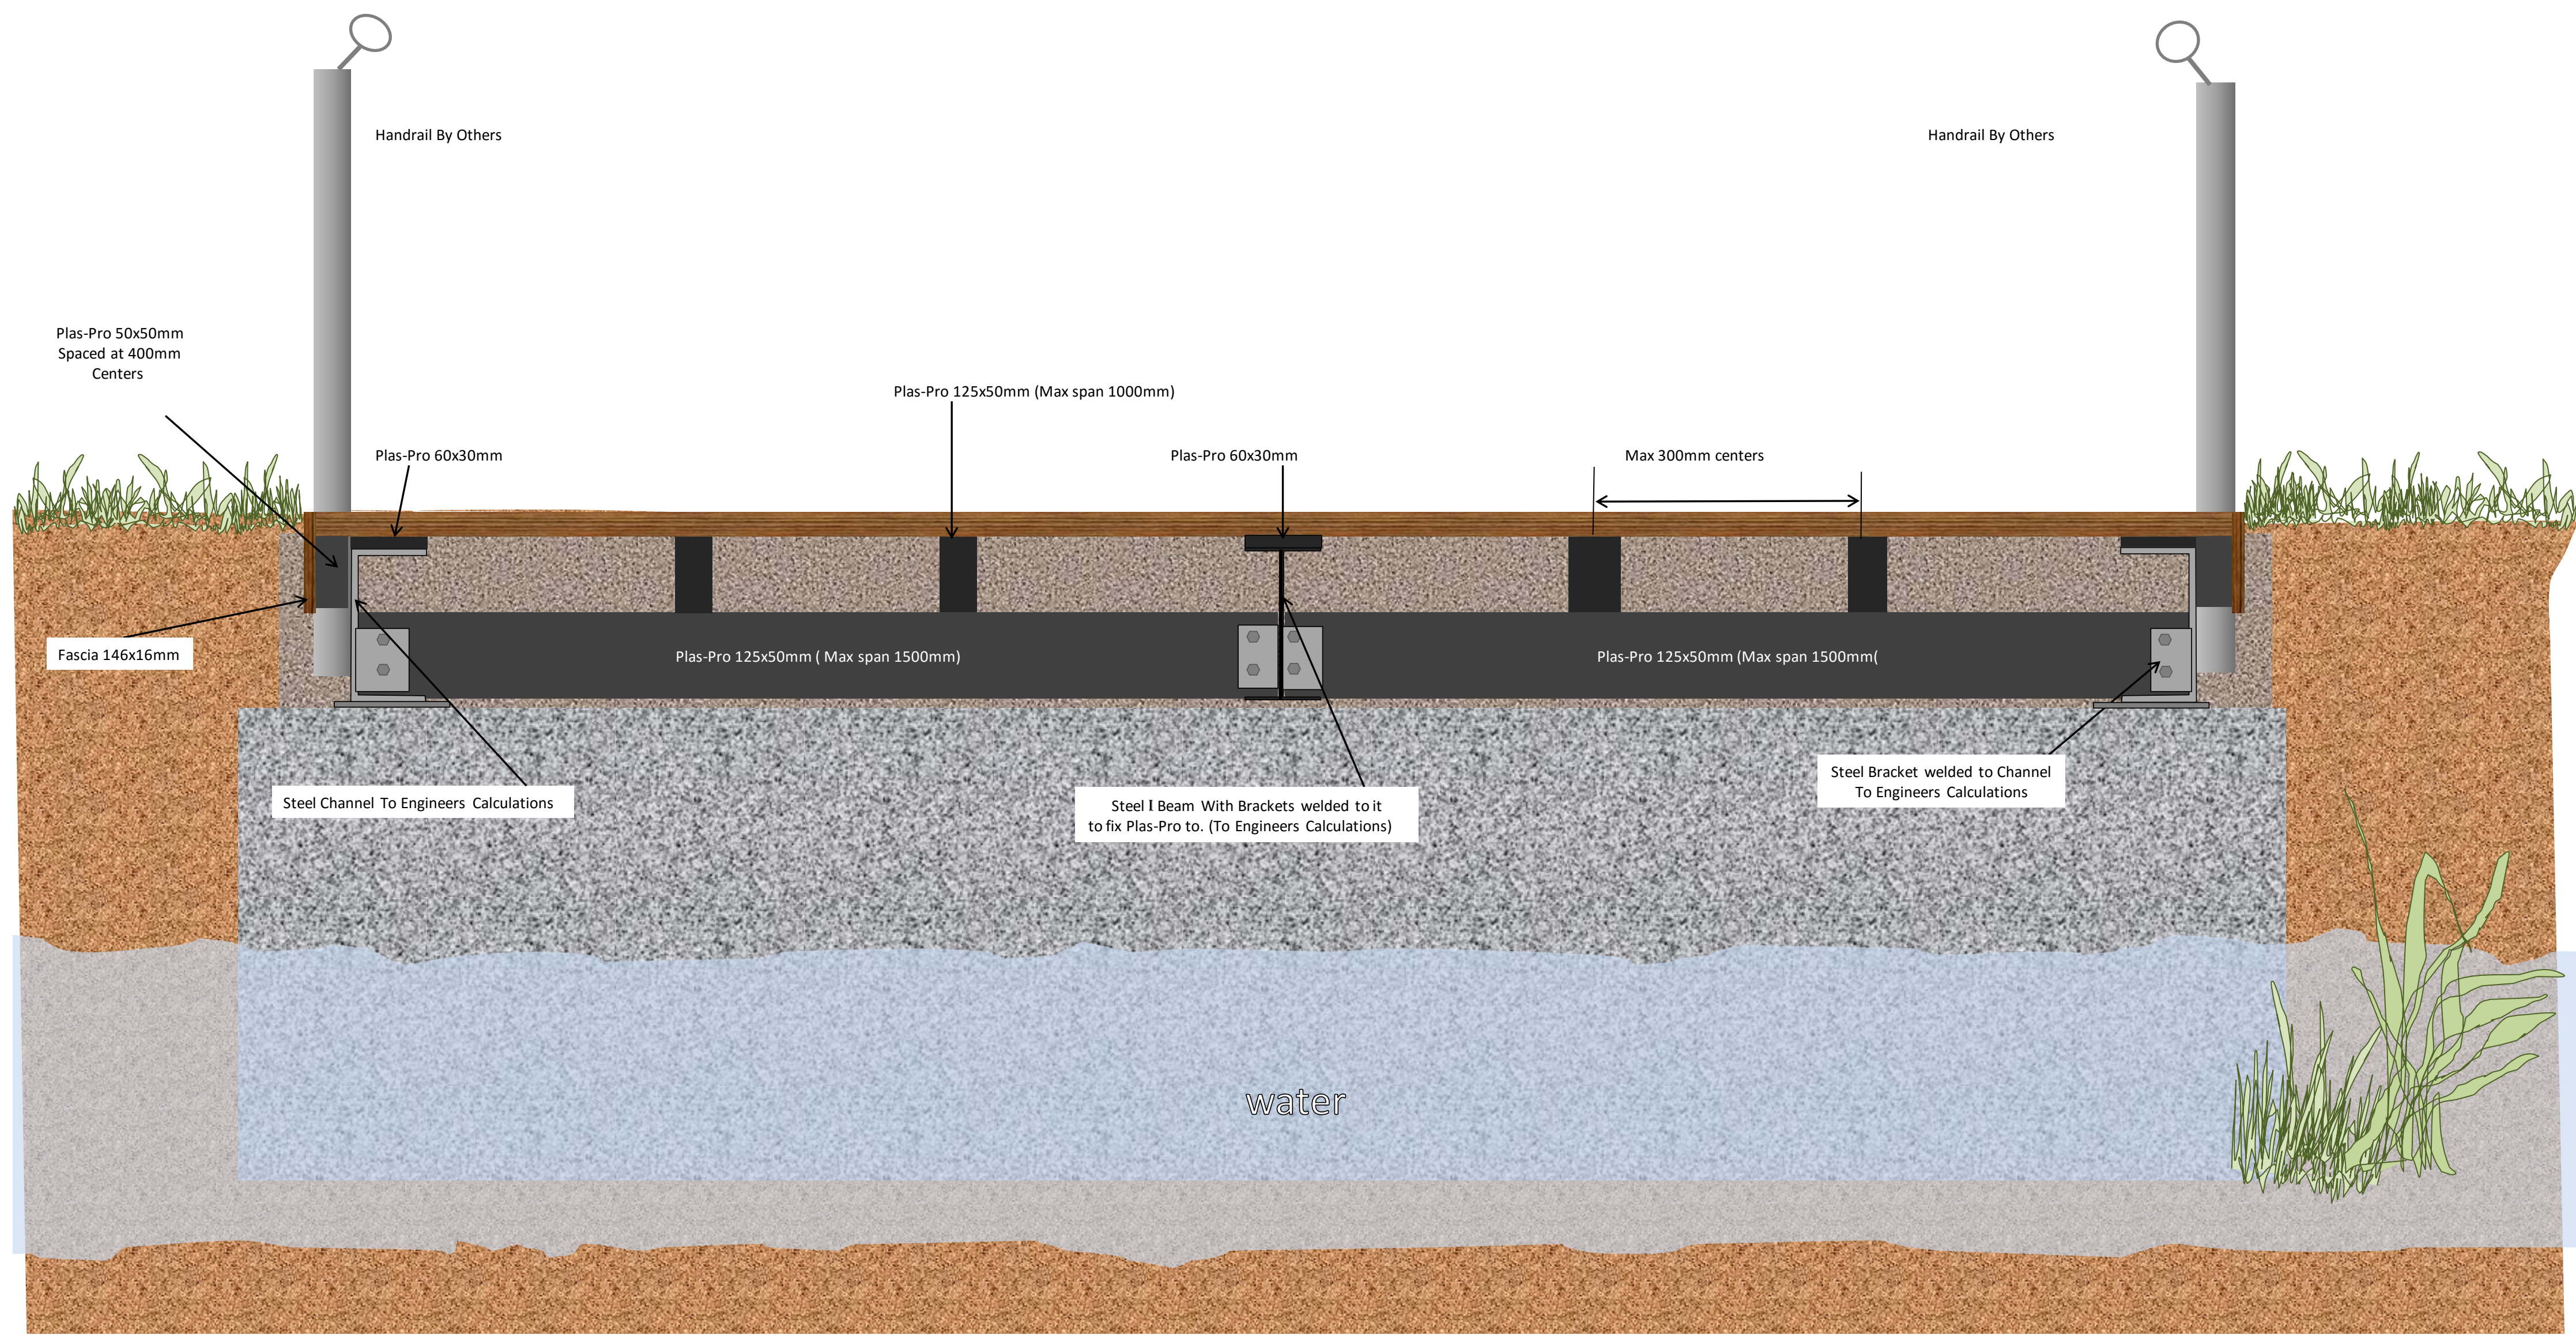 Handrail By Others
Handrail By Others
Plas-Pro 50x50mm
Spaced at 400mm
Centers
Plas-Pro 125x50mm (Max span 1000mm)
Plas-Pro 60x30mm
Plas-Pro 60x30mm
Max 300mm centers
Fascia 146x16mm
Plas-Pro 125x50mm ( Max span 1500mm)
Plas-Pro 125x50mm (Max span 1500mm(
Steel Channel To Engineers Calculations
Steel I Beam With Brackets welded to it
to fix Plas-Pro to. (To Engineers Calculations)
Steel Bracket welded to Channel
To Engineers Calculations
water